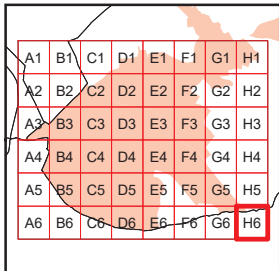 A1 B1 C1 D1 E1 F1 G1 H1
A2 B2 C2 D2 E2 F2 G2 H2
A3 B3 C3 D3 E3 F3 G3 H3
A4 B4 C4 D4 E4 F4 G4 H4
A5 B5 C5 D5 E5 F5 G5 H5
A6 B6 C6 D6 E6 F6 G6 H6